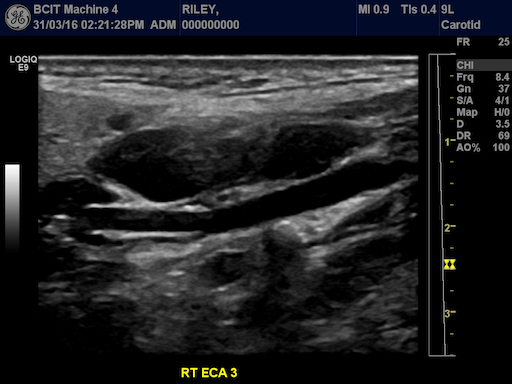 GE
BCIT Machine 4
RILEY,
MI 0.9 TIs 0.4 9L
31/03/16 02:21:28PM ADM
000000000
Carotid
LOGIQ
E9
FR 25
CHI
Frq 8.4
Gn 37
S/A 4/1
Map H/0
D 3.5
DR 69
AO% 100
1
2
3
RT ECA 3